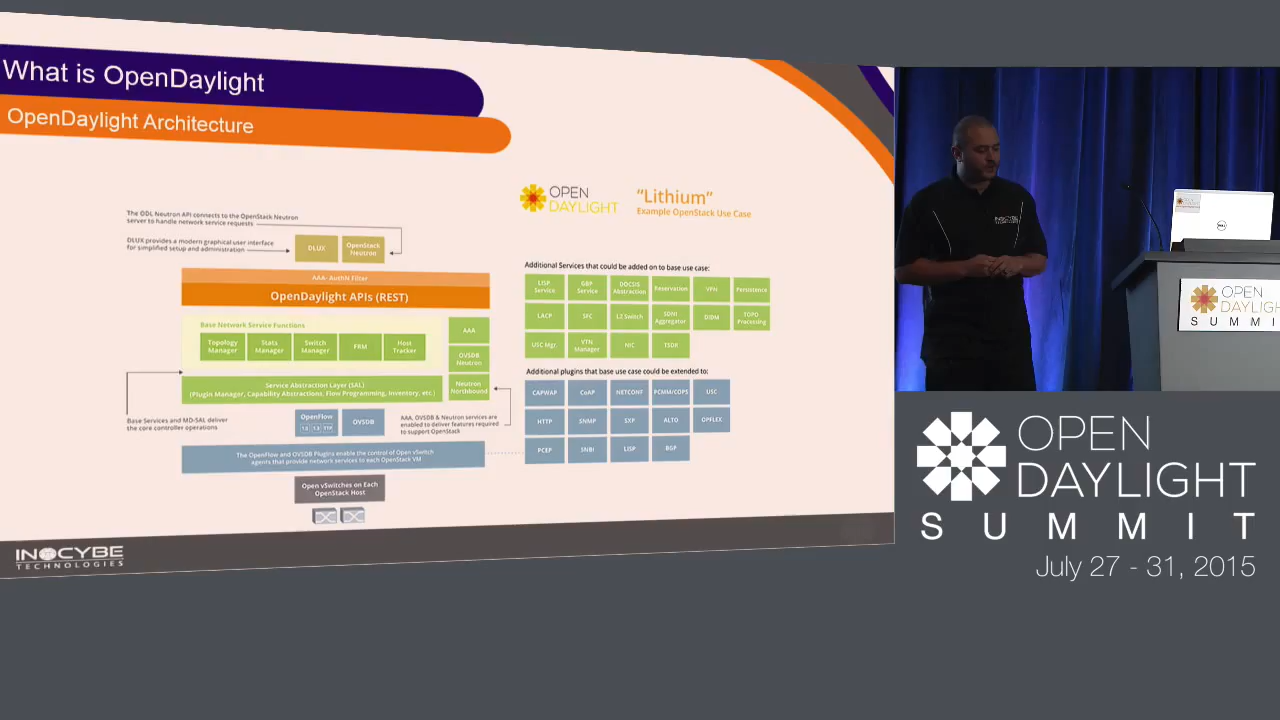 What is OpenDaylight
OpenDaylight Architecture
OPEN
DAYLIGHT
"Lithium"
Example OpenStack Use Case
The ODL Neutron API connects to the OpenStack Neutron
server to handle network service requests
DLUX provides a modern graphical user interface
for simplified setup and administration
DLUX
OpenStack
Neutron
AAA- AuthN Filter
OpenDaylight APIs (REST)
Base Network Service Functions
Topology
Manager
Stats
Manager
Switch
Manager
FRM
Host
Tracker
AAA
OVSDB
Neutron
Neutron
Northbound
Service Abstraction Layer (SAL)
(Plugin Manager, Capability Abstractions, Flow Programming, Inventory, etc.)
Base Services and MD-SAL deliver
the core controller operations
OpenFlow
OVSDB
AAA, OVSDB & Neutron services are
enabled to deliver features required
to support OpenStack
The OpenFlow and OVSDB Plugins enable the control of Open vSwitch
agents that provide network services to each OpenStack VM
Open vSwitches on Each
OpenStack Host
Additional Services that could be added on to base use case:
LISP
Service
GBP
Service
DOCSIS
Abstraction
Reservation
VPN
Persistence
LACP
SFC
L2 Switch
SDNI
Aggregator
DIDM
TOPO
Processing
USC Mgr.
VTN
Manager
NIC
TSDR
Additional plugins that base use case could be extended to:
CAPWAP
CoAP
NETCONF
PCMM/COPS
USC
HTTP
SNMP
SXP
ALTO
OPFLEX
PCEP
SNBI
LISP
BGP
INOCYBE
TECHNOLOGIES
INOCYBE
DELL
OPEN
DAYLIGHT
SUMMIT
OPEN
DAYLIGHT
SUMMIT
July 27 - 31, 2015